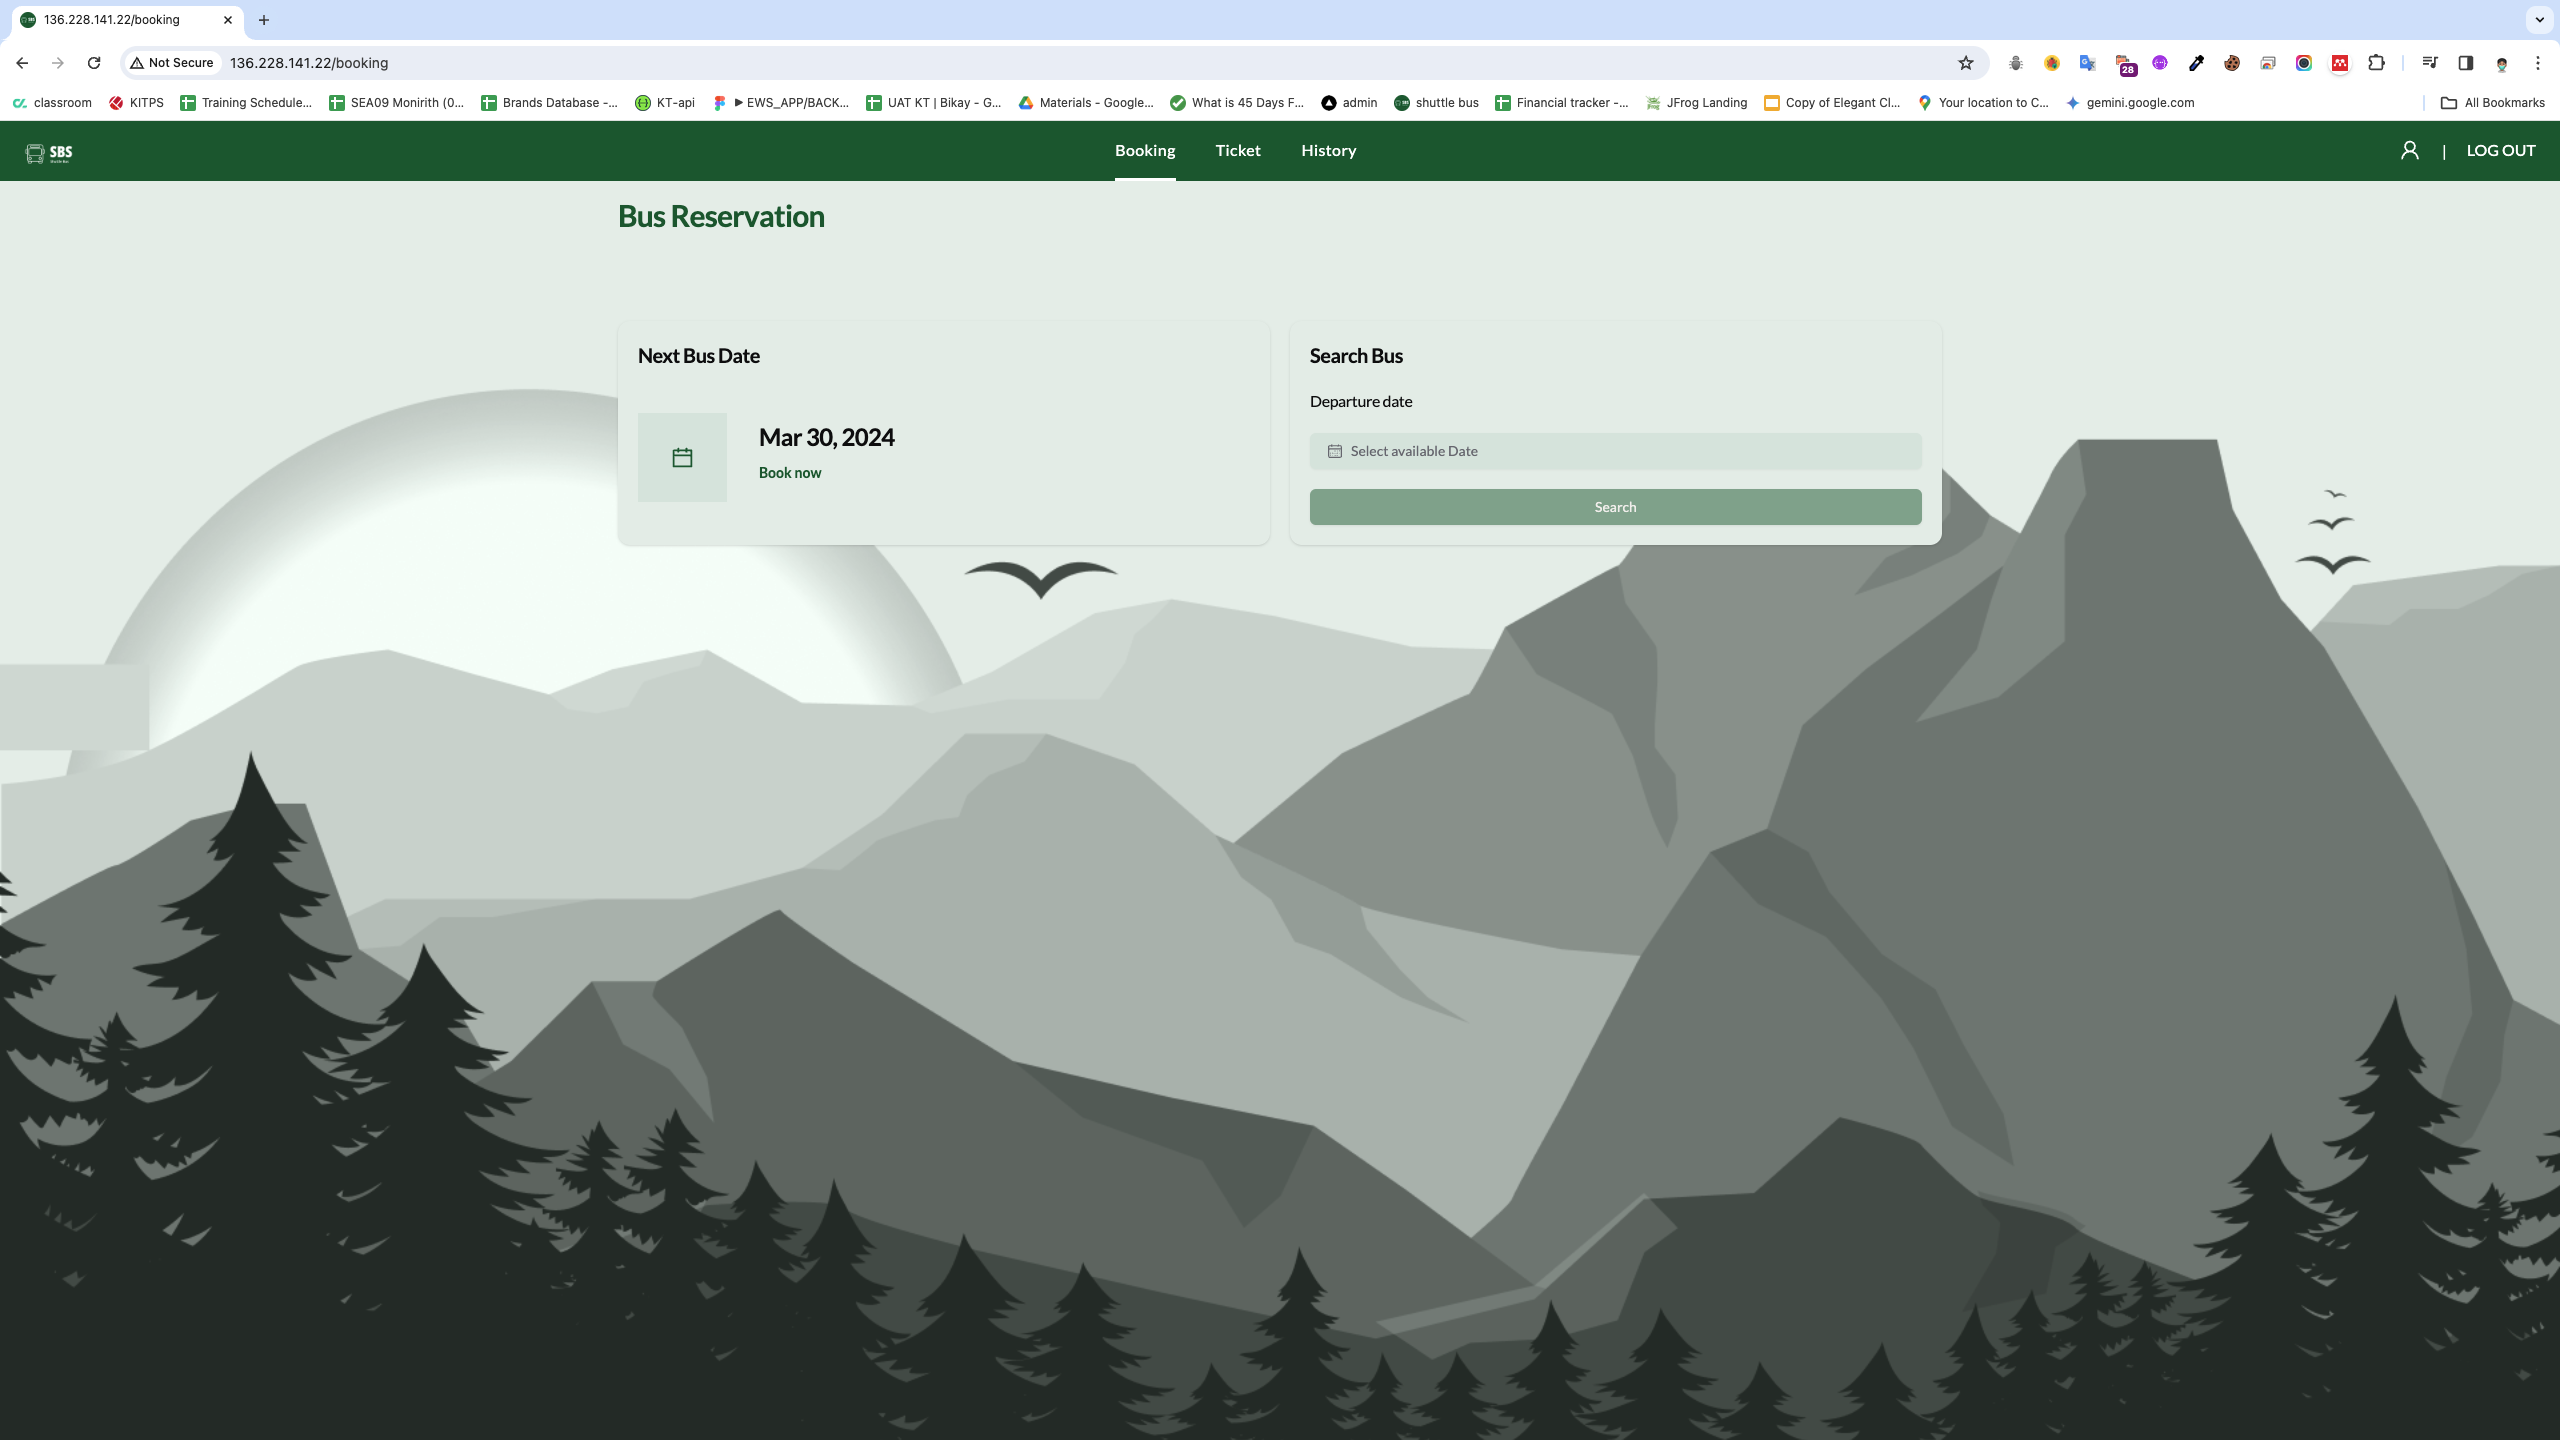 136.228.141.22/booking
Not Secure 136.228.141.22/booking
28
classroom KITPS Training Schedule... SEA09 Monirith (0... Brands Database -... KT-api ▶ EWS_APP/BACK... UAT KT | Bikay - G... Materials - Google... What is 45 Days F... admin shuttle bus Financial tracker -... JFrog Landing Copy of Elegant Cl... Your location to C... gemini.google.com All Bookmarks
SBS Booking Ticket History | LOG OUT
Bus Reservation
Next Bus Date
Mar 30, 2024
Book now
Search Bus
Departure date
Select available Date
Search